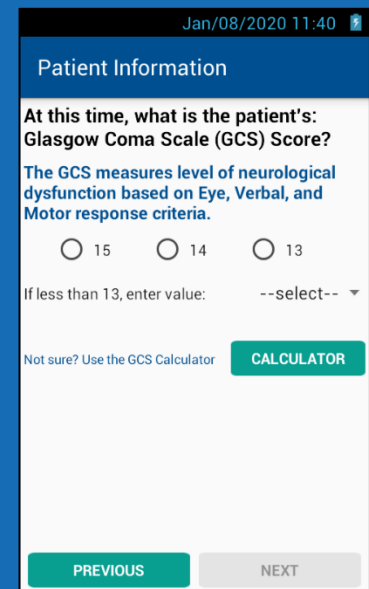 Jan/08/2020 11:40
Patient Information
At this time, what is the patient's:
Glasgow Coma Scale (GCS) Score?
The GCS measures level of neurological
dysfunction based on Eye, Verbal, and
Motor response criteria.
15 14 13
If less than 13, enter value: --select--
Not sure? Use the GCS Calculator CALCULATOR
PREVIOUS NEXT